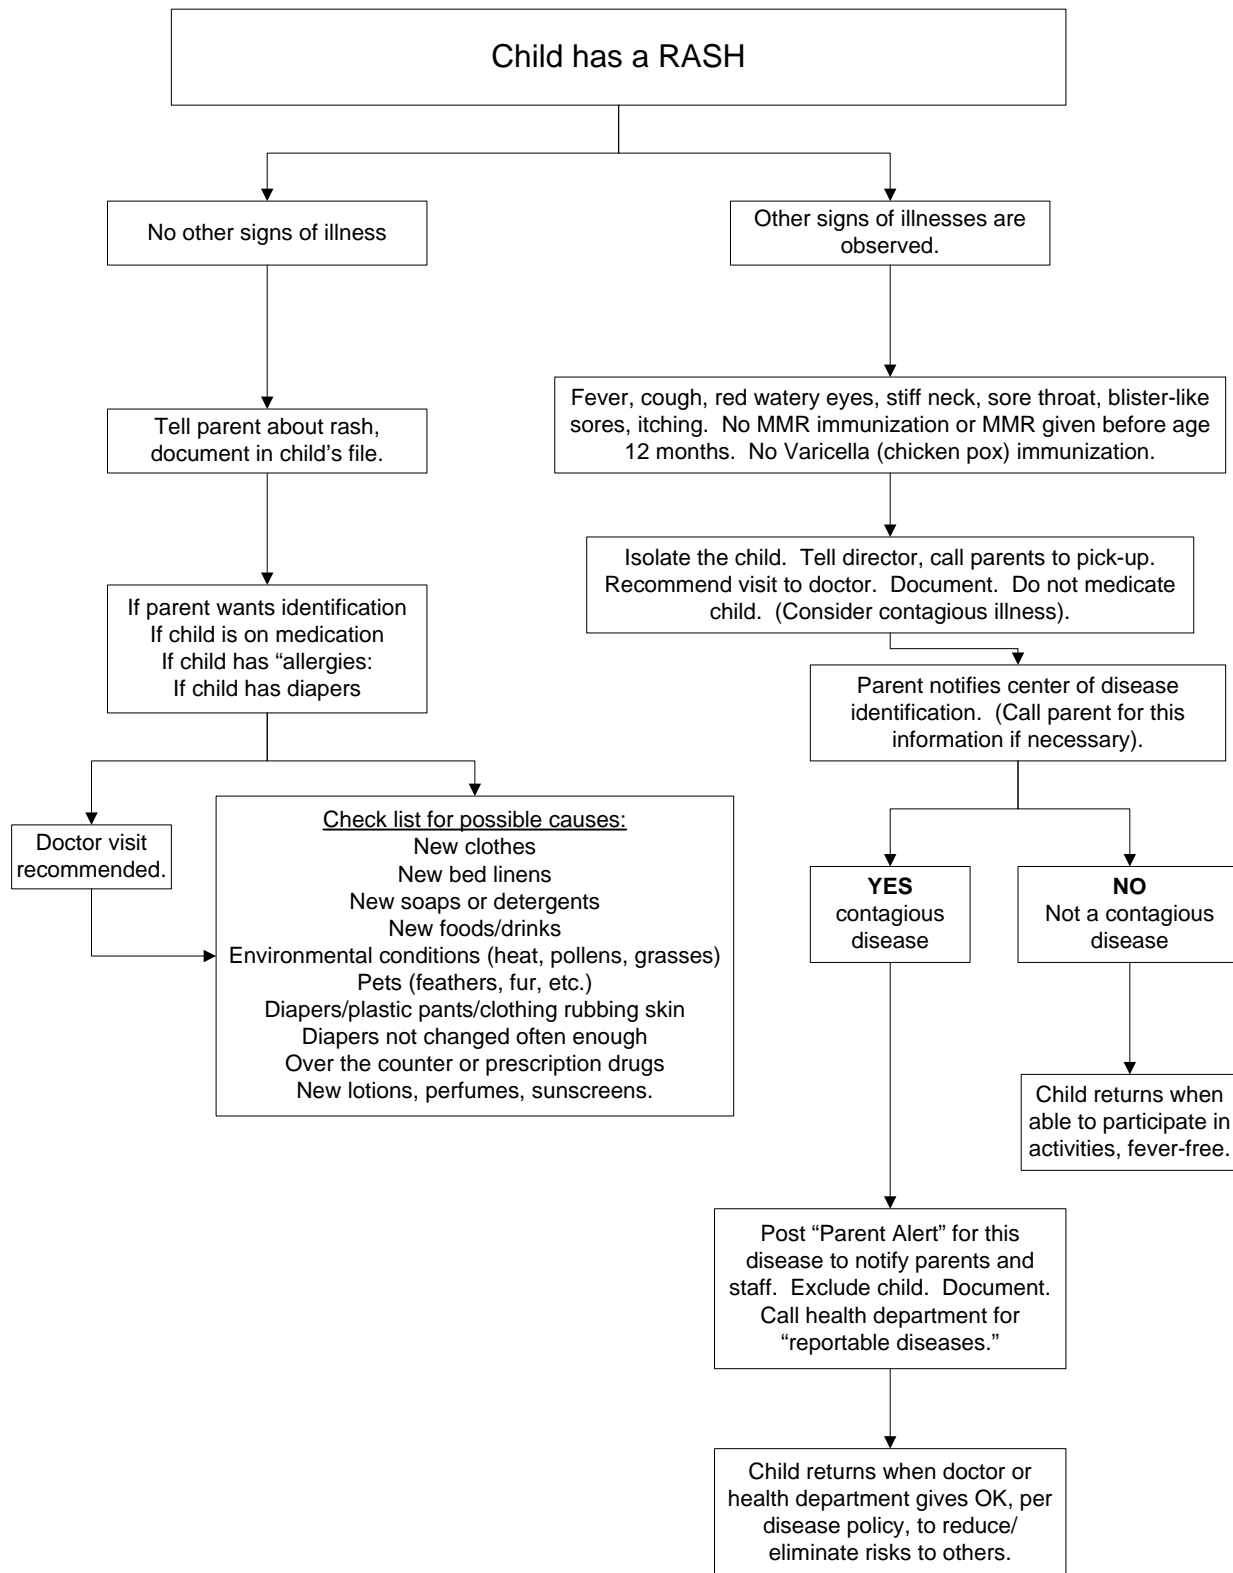 Child has a RASH
No other signs of illness
Other signs of illnesses are
observed.
Tell parent about rash,
document in child’s file.
Fever, cough, red watery eyes, stiff neck, sore throat, blister-like
sores, itching.  No MMR immunization or MMR given before age
12 months.  No Varicella (chicken pox) immunization.
Isolate the child.  Tell director, call parents to pick-up.
Recommend visit to doctor.  Document.  Do not medicate
child.  (Consider contagious illness).
If parent wants identification
If child is on medication
If child has “allergies:
If child has diapers
Parent notifies center of disease
identification.  (Call parent for this
information if necessary).
Doctor visit
recommended.
Check list for possible causes:
New clothes
New bed linens
New soaps or detergents
New foods/drinks
Environmental conditions (heat, pollens, grasses)
Pets (feathers, fur, etc.)
Diapers/plastic pants/clothing rubbing skin
Diapers not changed often enough
Over the counter or prescription drugs
New lotions, perfumes, sunscreens.
YES
contagious
disease
NO
Not a contagious
disease
Child returns when
able to participate in
activities, fever-free.
Post “Parent Alert” for this
disease to notify parents and
staff.  Exclude child.  Document.
Call health department for
“reportable diseases.”
Child returns when doctor or
health department gives OK, per
disease policy, to reduce/
eliminate risks to others.